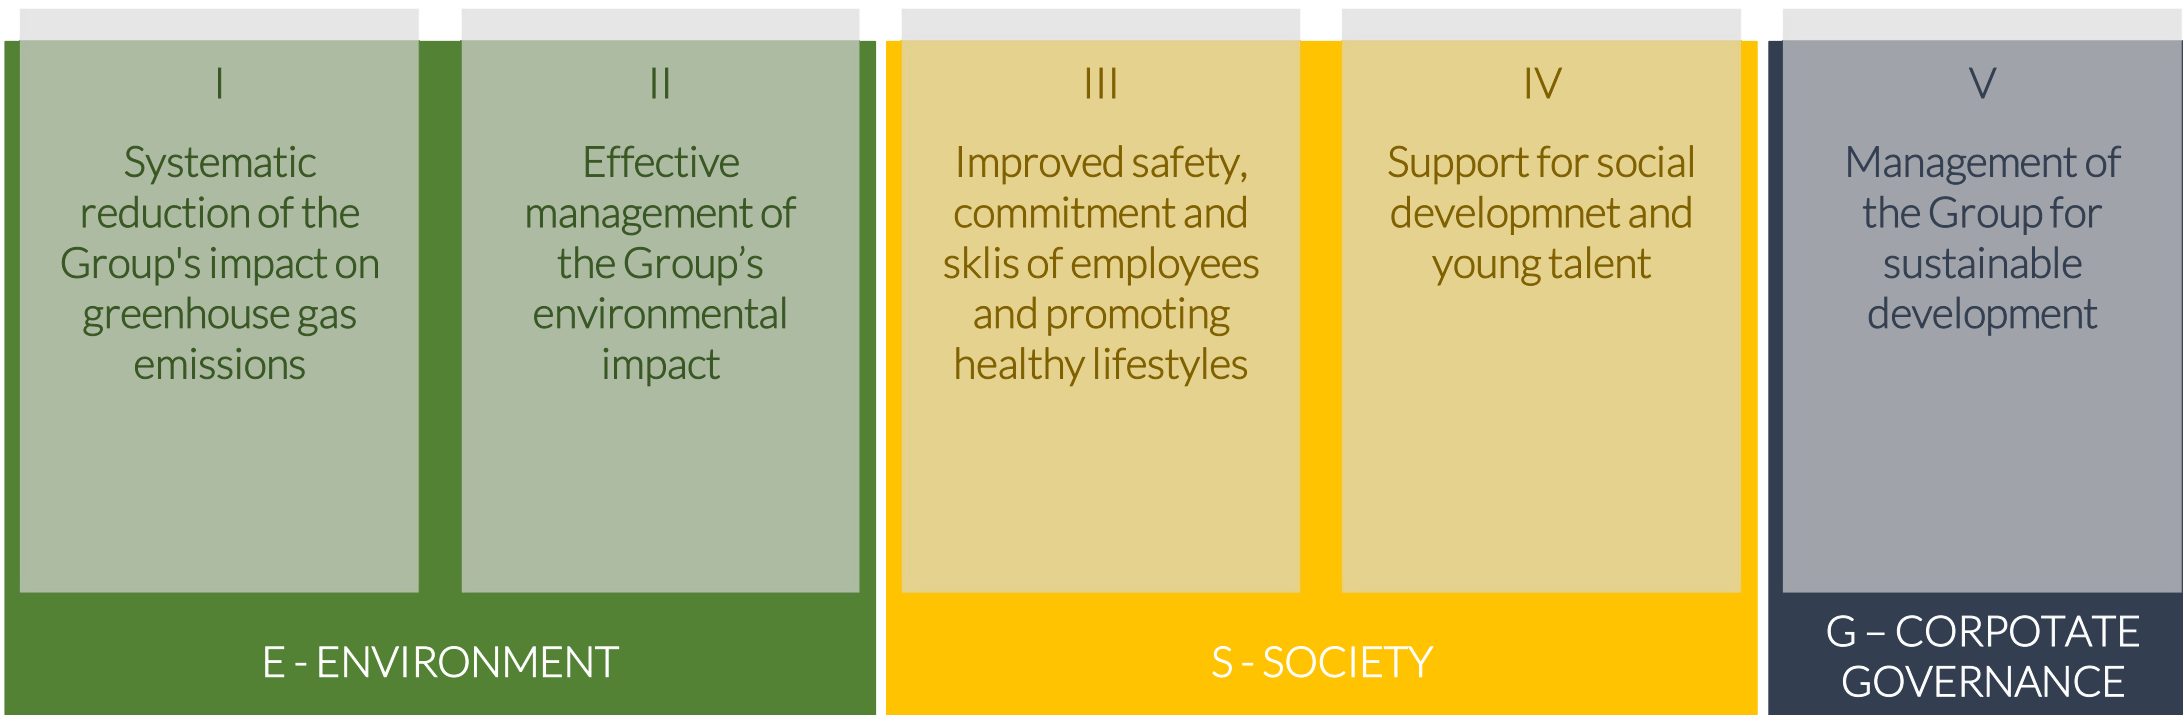 I
Systematic
reduction of the
Group's impact on
greenhouse gas
emissions
II
Effective
management of
the Group’s
environmental
impact
E - ENVIRONMENT
III
Improved safety,
commitment and
sklis of employees
and promoting
healthy lifestyles
IV
Support for social
developmnet and
young talent
S - SOCIETY
V
Management of
the Group for
sustainable
development
G – CORPOTATE
GOVERNANCE